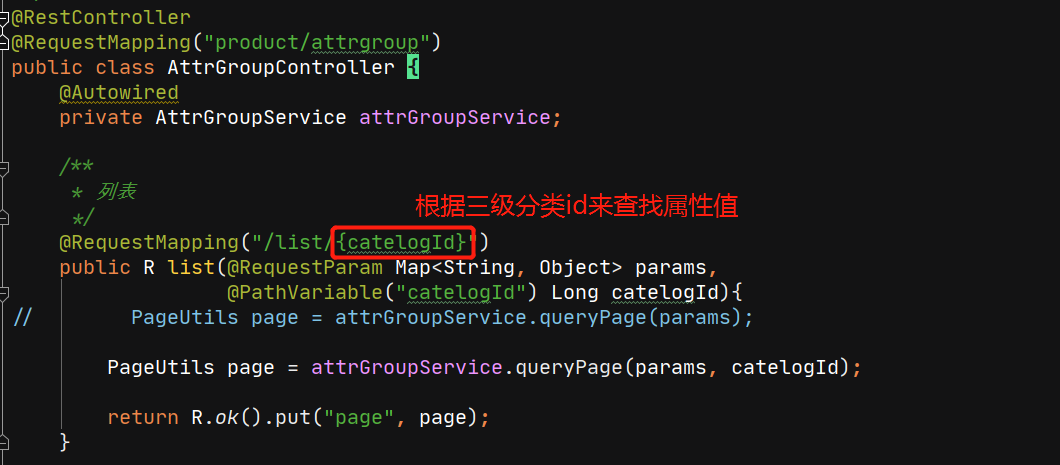 @RestController
@RequestMapping("product/attrgroup")
public class AttrGroupController {
@Autowired
private AttrGroupService attrGroupService;
/**
* 列表
*/
根据三级分类id来查找属性值
@RequestMapping("/list/{catelogId}")
public R list(@RequestParam Map<String, Object> params,
@PathVariable("catelogId") Long catelogId){
// PageUtils page = attrGroupService.queryPage(params);
PageUtils page = attrGroupService.queryPage(params, catelogId);
return R.ok().put("page", page);
}